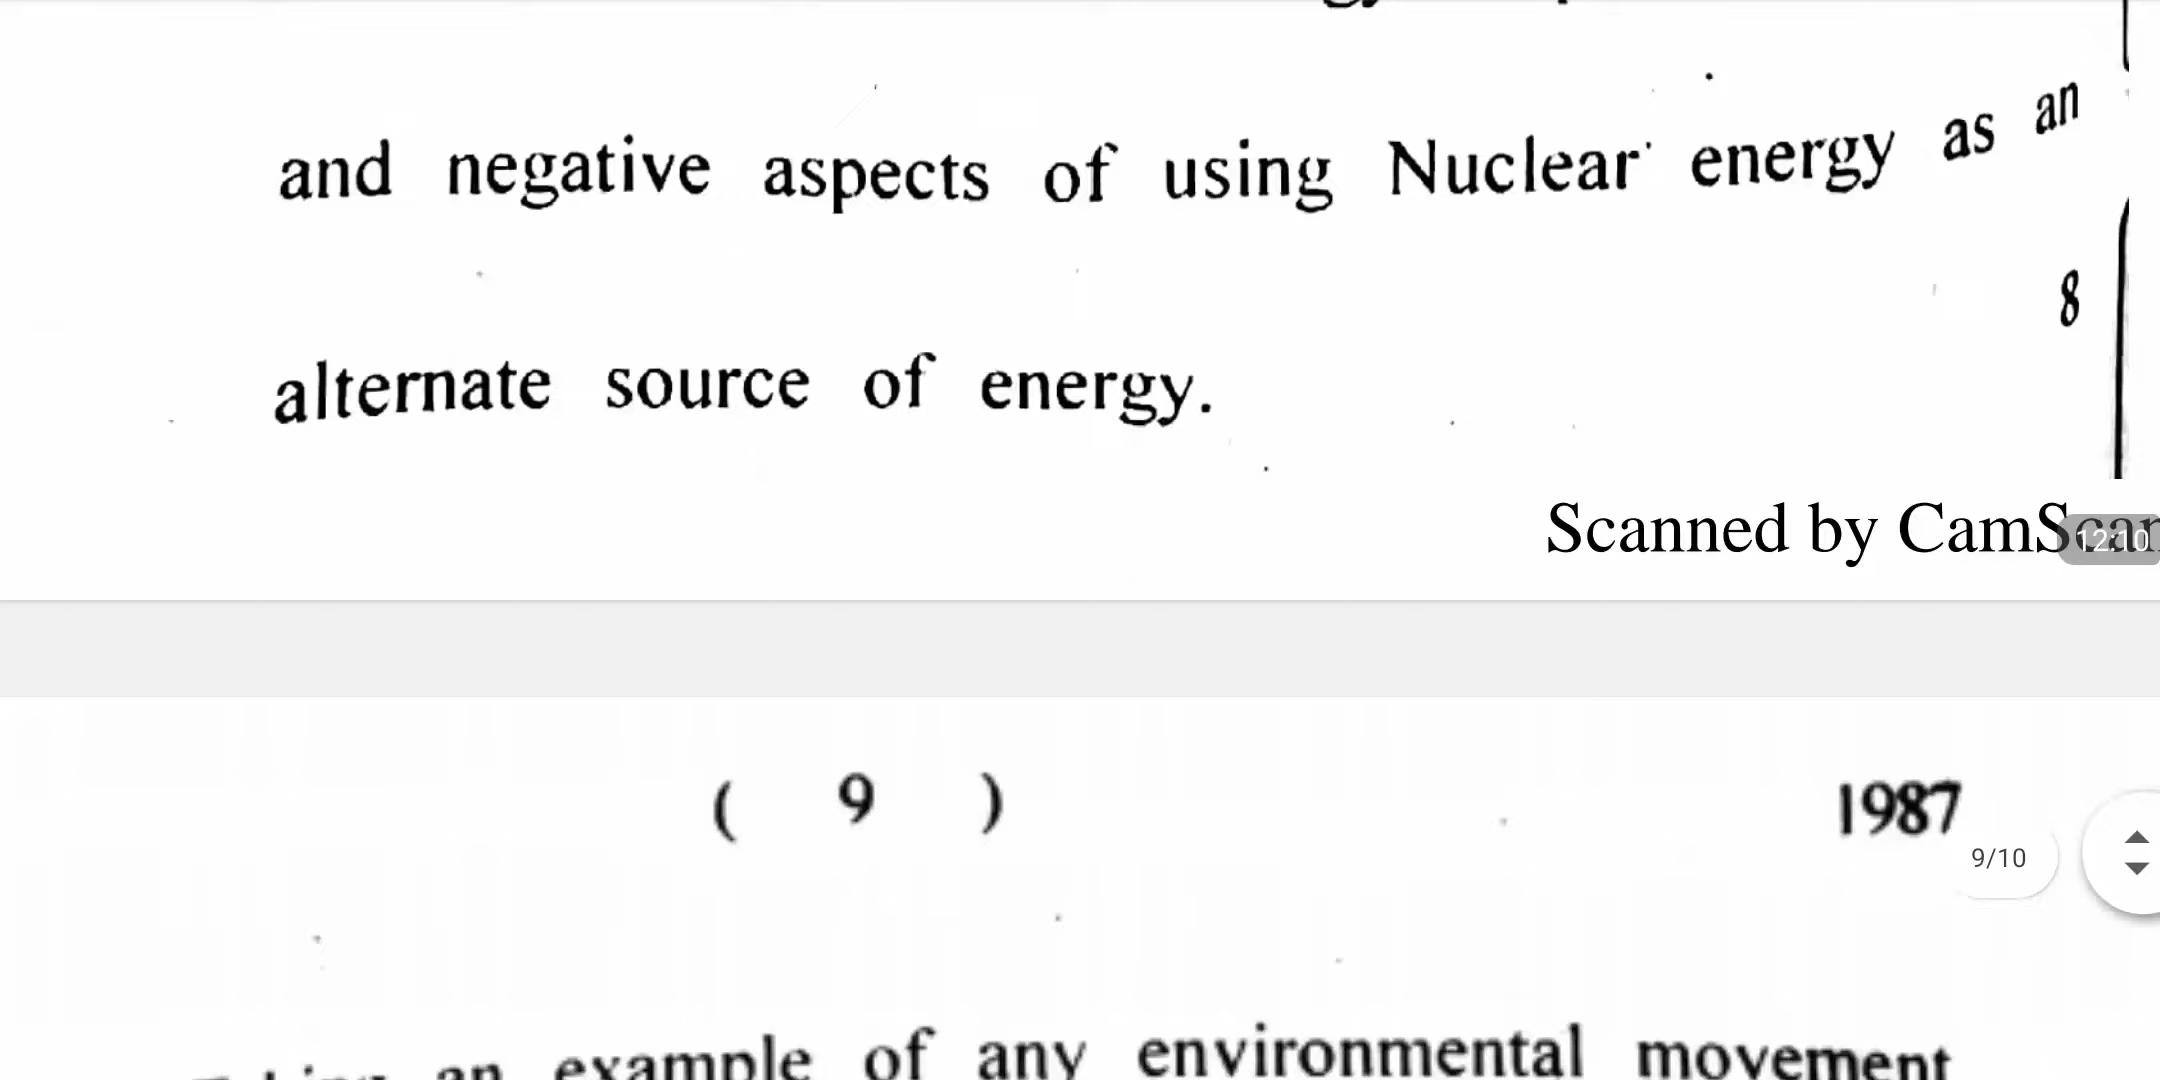 and negative aspects of using Nuclear energy as an
8
alternate source of energy.
Scanned by CamScan
12:10
( 9 )
1987
9/10
an example of any environmental movement